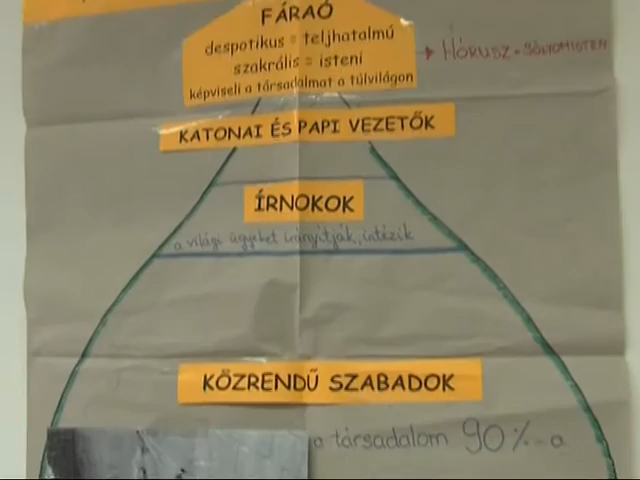 FÁRAÓ
despotikus = teljhatalmú
szakrális = isteni
képviseli a társadalmat a túlvilágon
→ HÓRUSZ = SÓLYOMISTEN
KATONAI ÉS PAPI VEZETŐK
ÍRNOKOK
a világi ügyeket irányítják, intézik
KÖZRENDŰ SZABADOK
a társadalom 90%-a